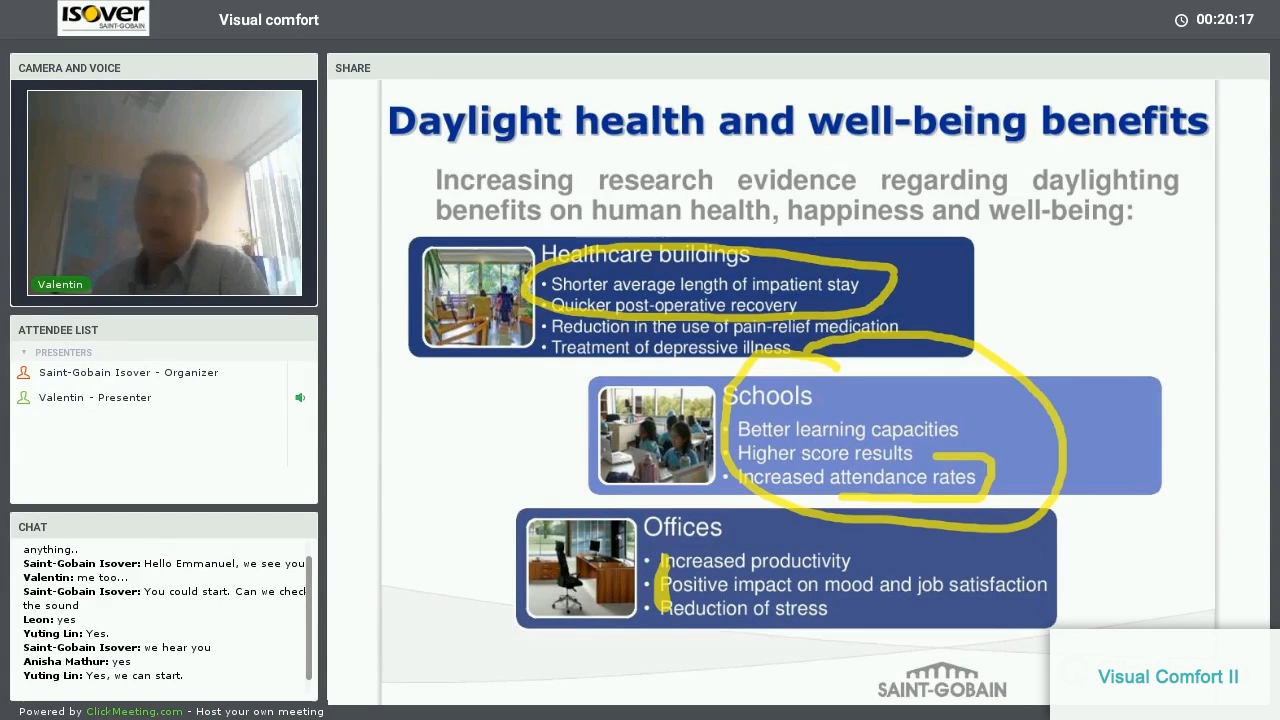 isover
SAINT-GOBAIN
Visual comfort
00:20:17
CAMERA AND VOICE
Valentin
ATTENDEE LIST
PRESENTERS
Saint-Gobain Isover - Organizer
Valentin - Presenter
CHAT
anything..
Saint-Gobain Isover: Hello Emmanuel, we see you
Valentin: me too...
Saint-Gobain Isover: You could start. Can we check
the sound
Leon: yes
Yuting Lin: Yes.
Saint-Gobain Isover: we hear you
Anisha Mathur: yes
Yuting Lin: Yes, we can start.
Powered by ClickMeeting.com - Host your own meeting
SHARE
Daylight health and well-being benefits
Increasing research evidence regarding daylighting
benefits on human health, happiness and well-being:
Healthcare buildings
• Shorter average length of impatient stay
• Quicker post-operative recovery
• Reduction in the use of pain-relief medication
• Treatment of depressive illness
Schools
• Better learning capacities
• Higher score results
• Increased attendance rates
Offices
• Increased productivity
• Positive impact on mood and job satisfaction
• Reduction of stress
SAINT-GOBAIN
Visual Comfort II